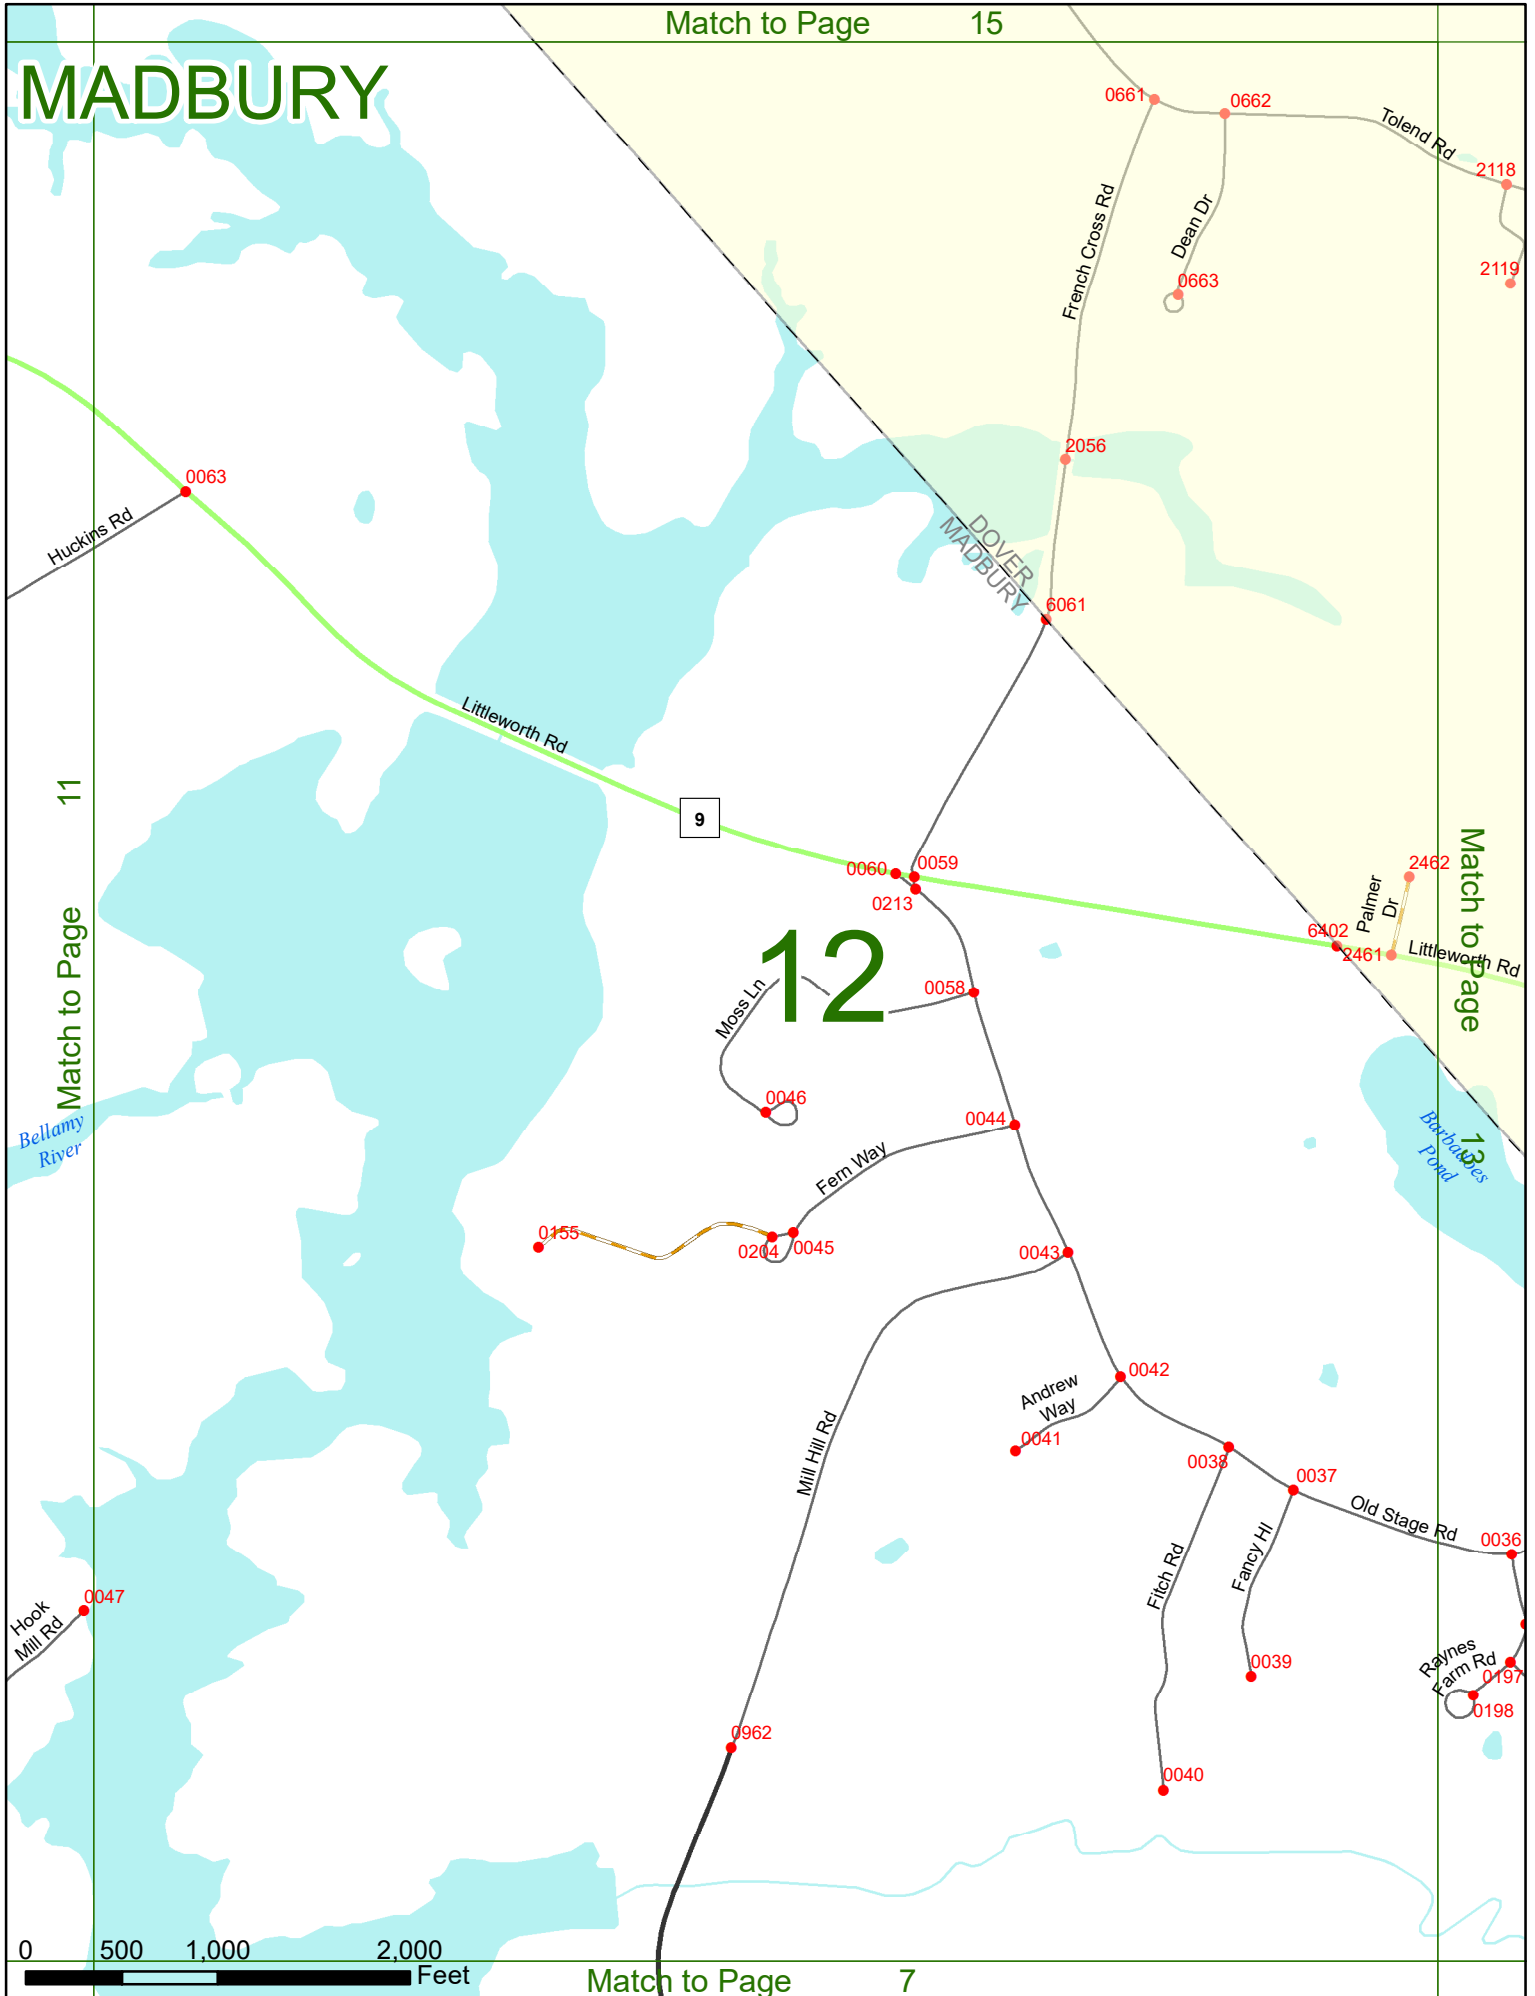 Match to Page 15
MADBURY
0661
0662
Tolend Rd
2118
French Cross Rd
Dean Dr
0663
2119
2056
0063
Huckins Rd
DOVER
MADBURY
6061
Littleworth Rd
11
Match to Page
9
0060
0059
0213
2462
Palmer
Dr
6402
2461
Littleworth Rd
Match to Page
13
12
0058
Moss Ln
0046
0044
Bellamy
River
Barbadoes
Pond
Fern Way
0155
0204
0045
0043
0042
Andrew
Way
0041
Mill Hill Rd
0038
0037
Old Stage Rd
0036
Fitch Rd
Fancy Hl
0047
Hook
Mill Rd
0039
Raynes
Farm Rd
0197
0198
0962
0040
0 500 1,000 2,000
Feet
Match to Page 7